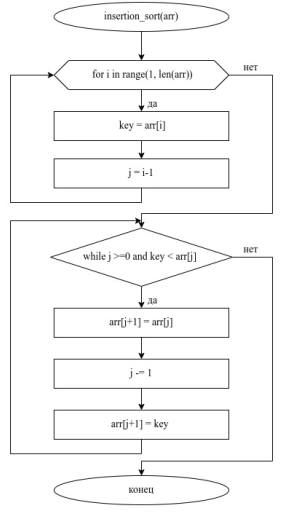 insertion_sort(arr)
for i in range(1, len(arr))
нет
да
key = arr[i]
j = i-1
while j >=0 and key < arr[j]
нет
да
arr[j+1] = arr[j]
j -= 1
arr[j+1] = key
конец